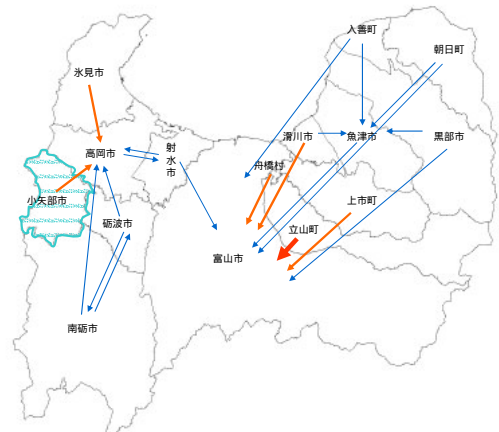 入善町
朝日町
氷見市
滑川市
魚津市
黒部市
高岡市
射水市
舟橋村
小矢部市
上市町
砺波市
立山町
富山市
南砺市